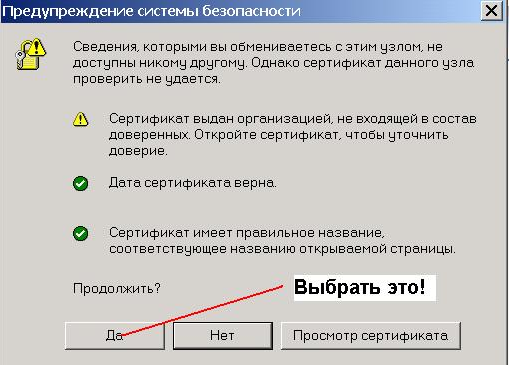 Предупреждение системы безопасности
Сведения, которыми вы обмениваетесь с этим узлом, не
доступны никому другому. Однако сертификат данного узла
проверить не удается.
Сертификат выдан организацией, не входящей в состав
доверенных. Откройте сертификат, чтобы уточнить
доверие.
Дата сертификата верна.
Сертификат имеет правильное название,
соответствующее названию открываемой страницы.
Продолжить?
Выбрать это!
Да
Нет
Просмотр сертификата